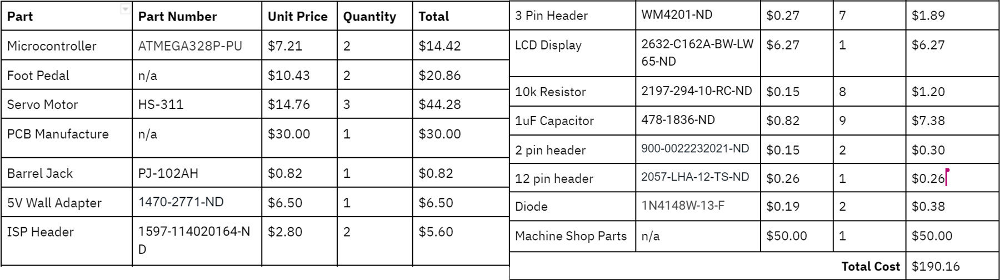 Part Part Number Unit Price Quantity Total
Microcontroller ATMEGA328P-PU $7.21 2 $14.42
Foot Pedal n/a $10.43 2 $20.86
Servo Motor HS-311 $14.76 3 $44.28
PCB Manufacture n/a $30.00 1 $30.00
Barrel Jack PJ-102AH $0.82 1 $0.82
5V Wall Adapter 1470-2771-ND $6.50 1 $6.50
ISP Header 1597-114020164-N $2.80 2 $5.60
D
3 Pin Header WM4201-ND $0.27 7 $1.89
LCD Display 2632-C162A-BW-LW $6.27 1 $6.27
65-ND
10k Resistor 2197-294-10-RC-ND $0.15 8 $1.20
1uF Capacitor 478-1836-ND $0.82 9 $7.38
2 pin header 900-0022232021-ND $0.15 2 $0.30
12 pin header 2057-LHA-12-TS-ND $0.26 1 $0.26
Diode 1N4148W-13-F $0.19 2 $0.38
Machine Shop Parts n/a $50.00 1 $50.00
Total Cost $190.16